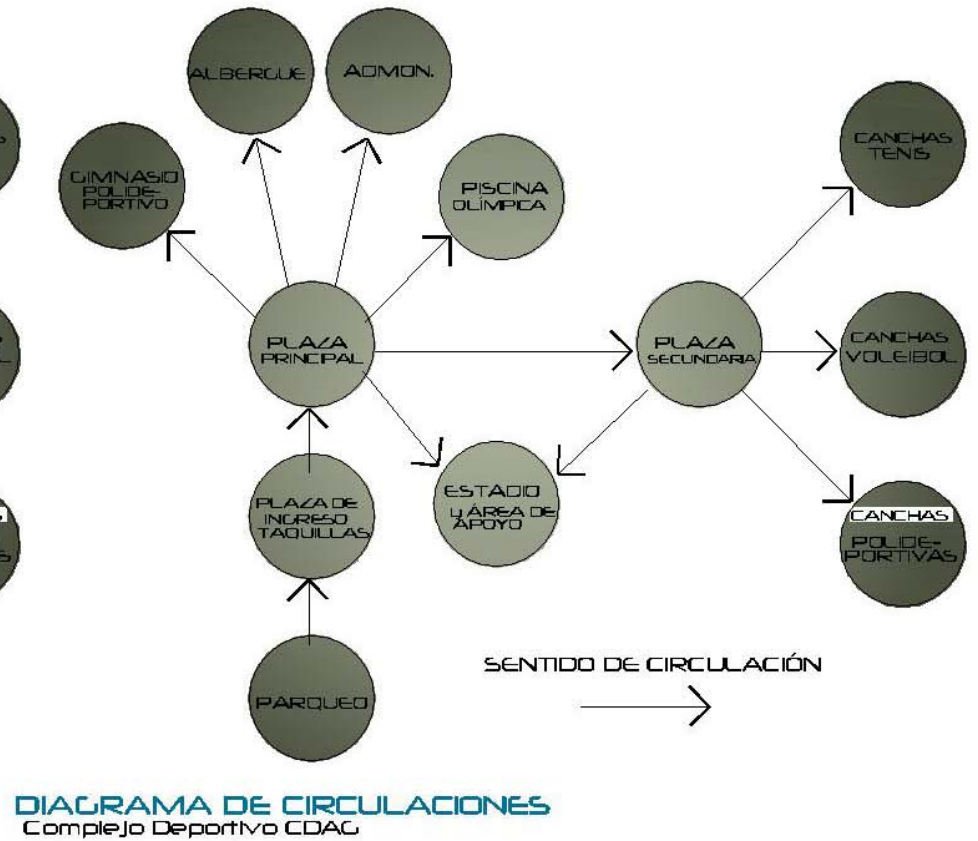 ALBERGUE
ADMON.
GIMNASIO
POLIDE-
PORTIVO
PISCINA
OLÍMPICA
CANCHAS
TENIS
PLAZA
PRINCIPAL
PLAZA
SECUNDARIA
CANCHAS
VOLEIBOL
PLAZA DE
INGRESO
TAQUILLAS
ESTADIO
y ÁREA DE
APOYO
CANCHAS
POLIDE-
PORTIVAS
PARQUEO
SENTIDO DE CIRCULACIÓN
DIAGRAMA DE CIRCULACIONES
Complejo Deportivo CDAG